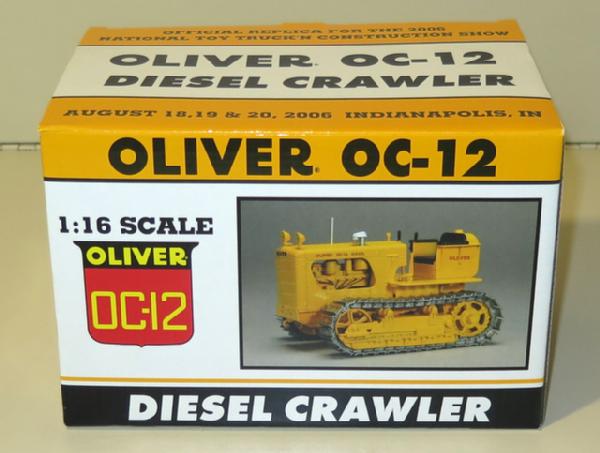 OFFICIAL REPLICA FOR THE 2006
NATIONAL TOY TRUCK'N CONSTRUCTION SHOW
OLIVER® OC-12
DIESEL CRAWLER
AUGUST 18,19 & 20, 2006 INDIANAPOLIS, IN
OLIVER® OC-12
1:16 SCALE
OLIVER
OC-12
OLIVER
DIESEL CRAWLER